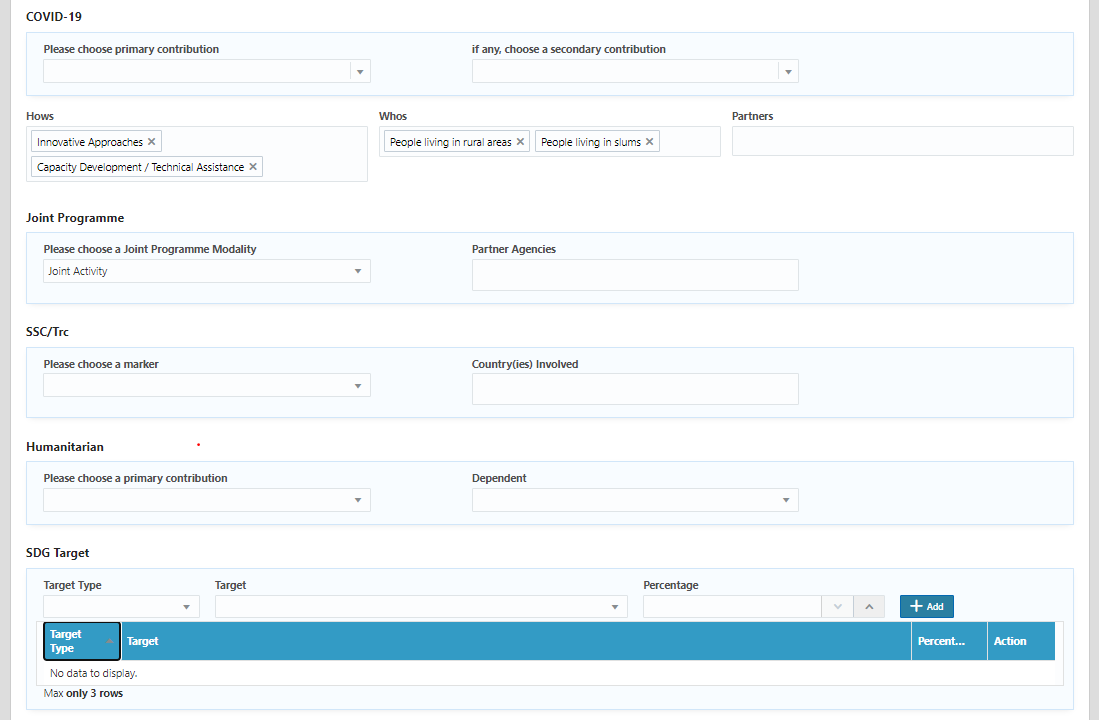 COVID-19
Please choose primary contribution
if any, choose a secondary contribution
Hows
Whos
Partners
Innovative Approaches ×
People living in rural areas ×
People living in slums ×
Capacity Development / Technical Assistance ×
Joint Programme
Please choose a Joint Programme Modality
Partner Agencies
Joint Activity
SSC/Trc
Please choose a marker
Country(ies) Involved
Humanitarian
Please choose a primary contribution
Dependent
SDG Target
Target Type
Target
Percentage
+ Add
Target
Type
Target
Percent...
Action
No data to display.
Max only 3 rows